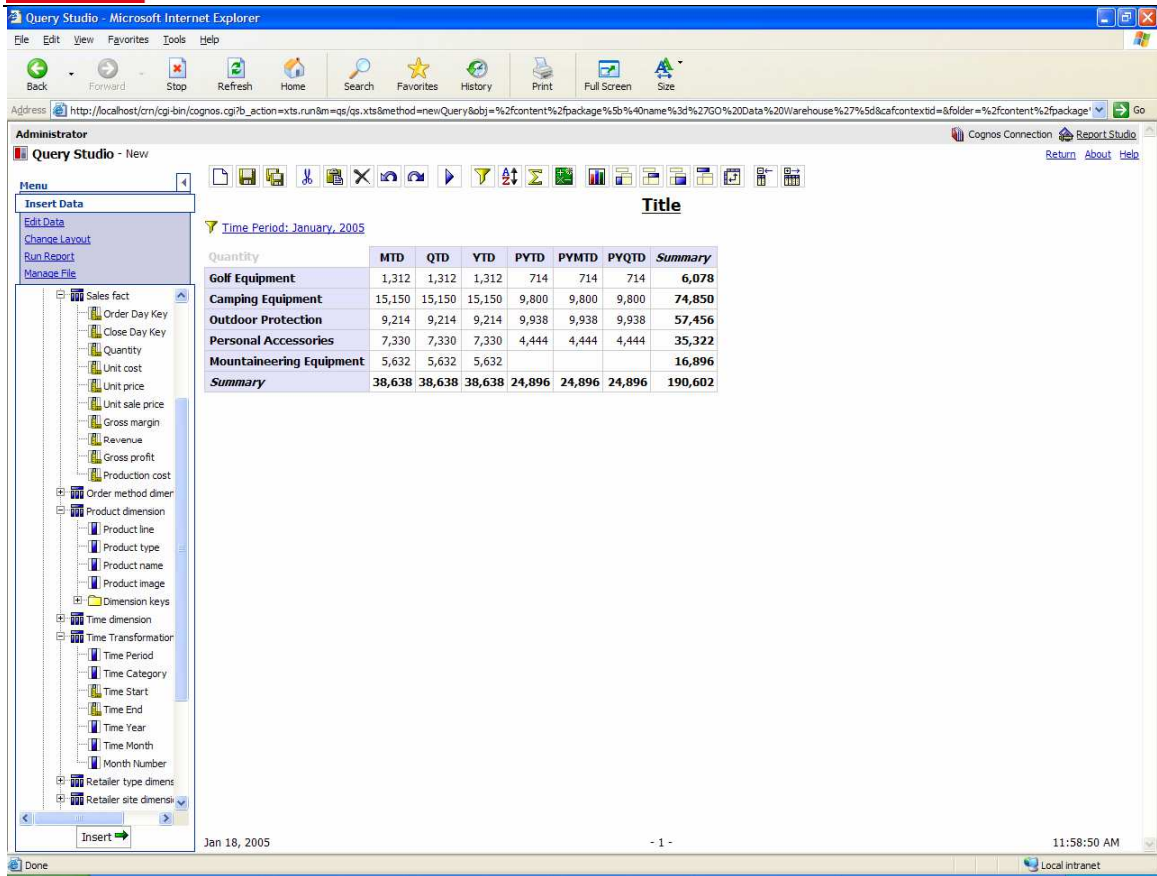 Query Studio - Microsoft Internet Explorer
File Edit View Favorites Tools Help
Back Forward Stop Refresh Home Search Favorites History Print Full Screen Size
Address http://localhost/crn/cgi-bin/cognos.cgi?b_action=xts.run&m=qs/qs.xts&method=newQuery&obj=%2fcontent%2fpackage%5b%40name%3d%27GO%20Data%20Warehouse%27%5d&cafcontextid=&folder=%2fcontent%2fpackage' Go
Administrator Cognos Connection Report Studio
Query Studio - New Return About Help
Menu
Insert Data
Edit Data
Change Layout
Run Report
Manage File
Sales fact
Order Day Key
Close Day Key
Quantity
Unit cost
Unit price
Unit sale price
Gross margin
Revenue
Gross profit
Production cost
Order method dimer
Product dimension
Product line
Product type
Product name
Product image
Dimension keys
Time dimension
Time Transformation
Time Period
Time Category
Time Start
Time End
Time Year
Time Month
Month Number
Retailer type dimens
Retailer site dimensi
Insert
Title
Time Period: January, 2005
Quantity MTD QTD YTD PYTD PYMTD PYQTD Summary
Golf Equipment 1,312 1,312 1,312 714 714 714 6,078
Camping Equipment 15,150 15,150 15,150 9,800 9,800 9,800 74,850
Outdoor Protection 9,214 9,214 9,214 9,938 9,938 9,938 57,456
Personal Accessories 7,330 7,330 7,330 4,444 4,444 4,444 35,322
Mountaineering Equipment 5,632 5,632 5,632 16,896
Summary 38,638 38,638 38,638 24,896 24,896 24,896 190,602
Jan 18, 2005 - 1 - 11:58:50 AM
Done Local intranet